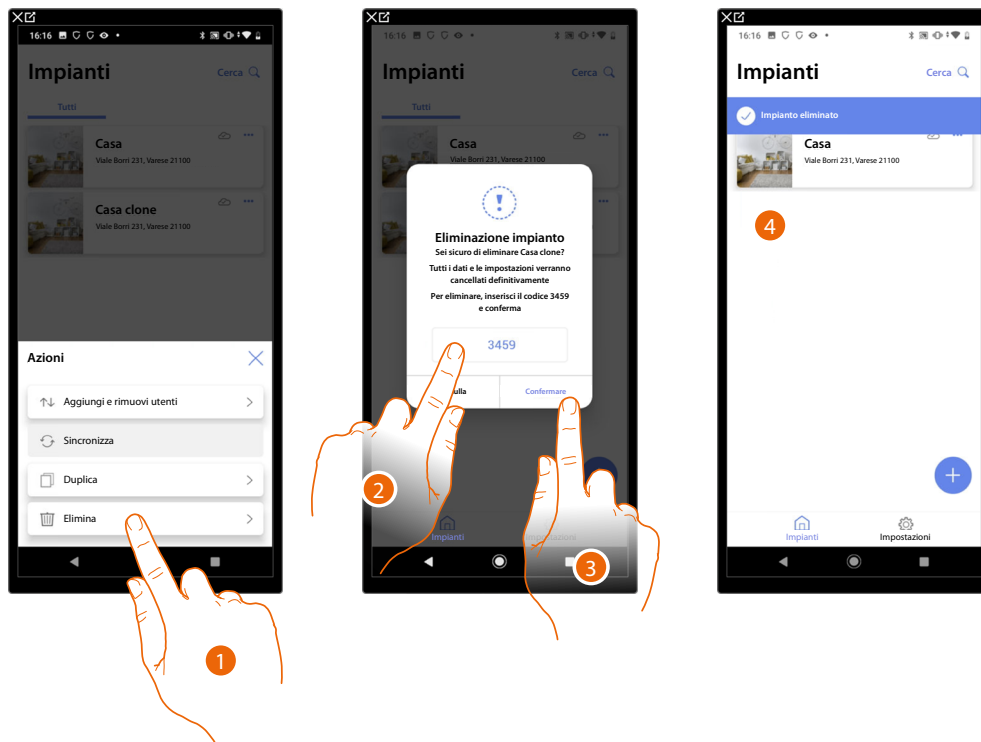 16:16
Impianti
Cerca
Tutti
Casa
Viale Borri 231, Varese 21100
Casa clone
Viale Borri 231, Varese 21100
Azioni
Aggiungi e rimuovi utenti
Sincronizza
Duplica
Elimina
1
16:16
Impianti
Cerca
Tutti
Casa
Viale Borri 231, Varese 21100
Eliminazione impianto
Sei sicuro di eliminare Casa clone?
Tutti i dati e le impostazioni verranno
cancellati definitivamente
Per eliminare, inserisci il codice 3459
e conferma
3459
Confermare
2
Impianti
3
16:16
Impianti
Cerca
Impianto eliminato
Casa
Viale Borri 231, Varese 21100
4
Impianti
Impostazioni